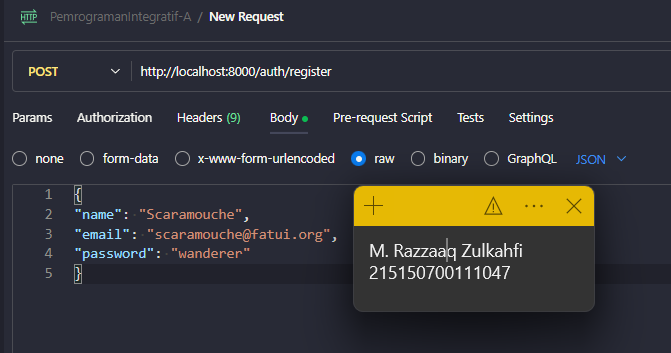 HTTP PemrogramanIntegratif-A / New Request
POST http://localhost:8000/auth/register
Params Authorization Headers (9) Body Pre-request Script Tests Settings
none form-data x-www-form-urlencoded raw binary GraphQL JSON
1 {
2 "name": "Scaramouche",
3 "email": "scaramouche@fatui.org",
4 "password": "wanderer"
5 }
M. Razzaaq Zulkahfi
215150700111047